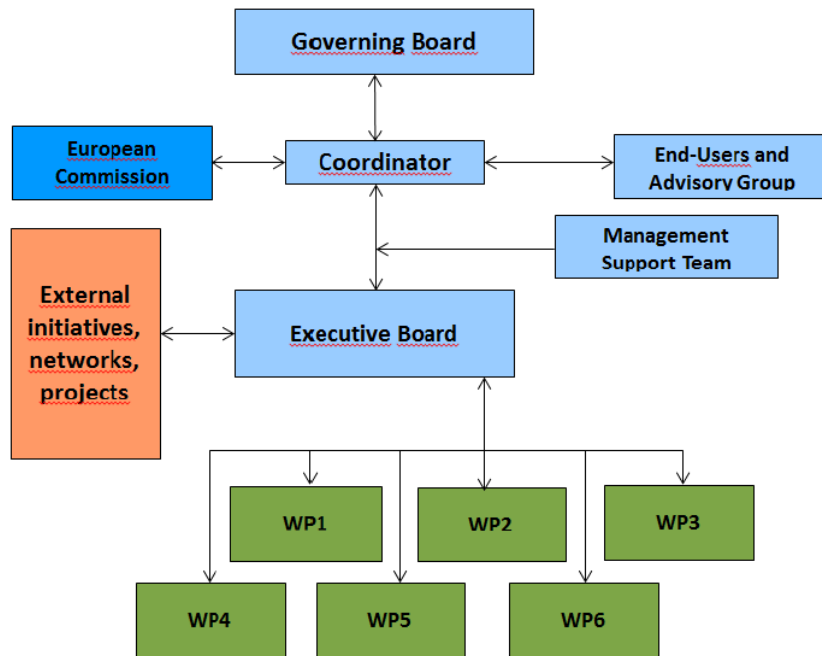 Governing Board
European
Commission
Coordinator
End-Users and
Advisory Group
Management
Support Team
External
initiatives,
networks,
projects
Executive Board
WP1
WP2
WP3
WP4
WP5
WP6